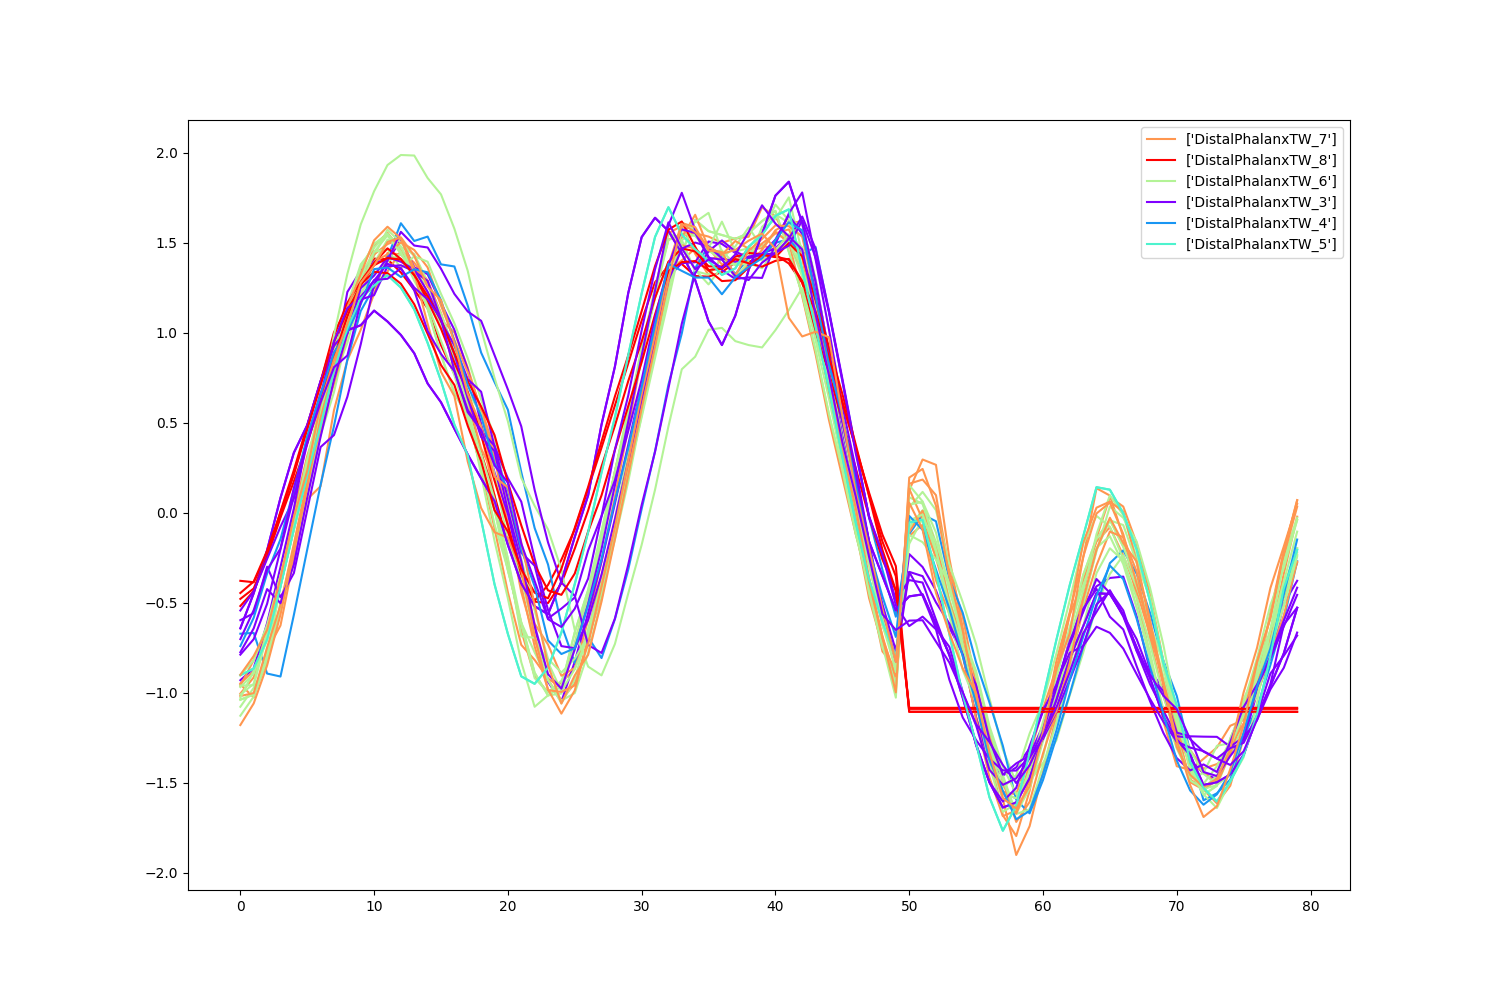 ['DistalPhalanxTW_7']
['DistalPhalanxTW_8']
['DistalPhalanxTW_6']
['DistalPhalanxTW_3']
['DistalPhalanxTW_4']
['DistalPhalanxTW_5']
2.0
1.5
1.0
0.5
0.0
−0.5
−1.0
−1.5
−2.0
0 10 20 30 40 50 60 70 80